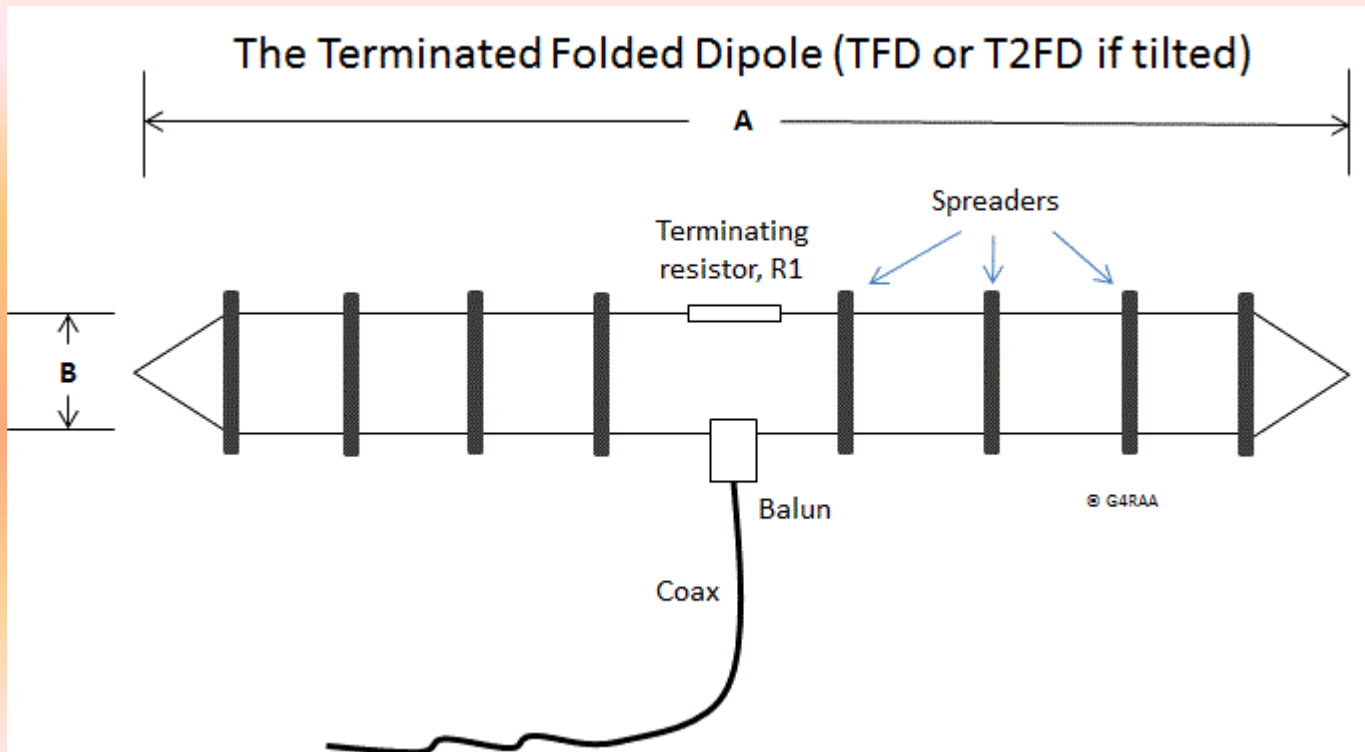 The Terminated Folded Dipole (TFD or T2FD if tilted)
A
Spreaders
Terminating
resistor, R1
B
Balun
© G4RAA
Coax